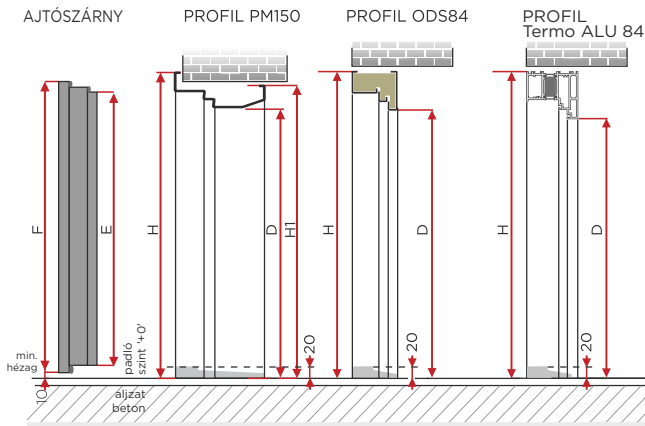 AJTÓSZÁRNY
PROFIL PM150
PROFIL ODS84
PROFIL
Termo ALU 84
F
E
H
D
H1
H
D
H
D
min.
hézag
10
padló
szint '+0'
20
20
20
aljzat
beton